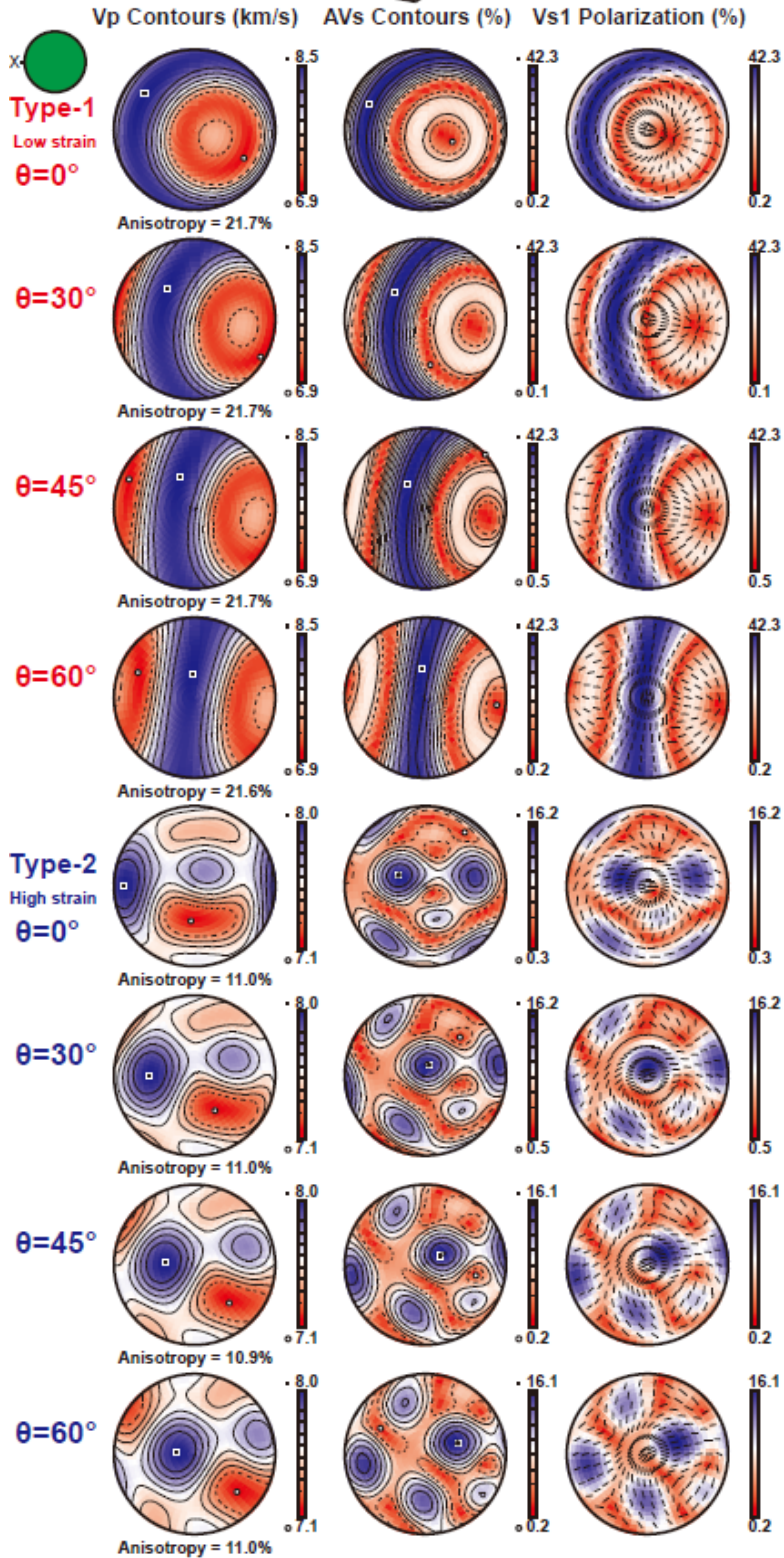 Vp Contours (km/s) AVs Contours (%) Vs1 Polarization (%)
X
8.5 42.3 42.3
Type-1
Low strain
θ=0°
6.9 0.2 0.2
Anisotropy = 21.7%
8.5 42.3 42.3
θ=30°
6.9 0.1 0.1
Anisotropy = 21.7%
8.5 42.3 42.3
θ=45°
6.9 0.5 0.5
Anisotropy = 21.7%
8.5 42.3 42.3
θ=60°
6.9 0.2 0.2
Anisotropy = 21.6%
8.0 16.2 16.2
Type-2
High strain
θ=0°
7.1 0.3 0.3
Anisotropy = 11.0%
8.0 16.2 16.2
θ=30°
7.1 0.5 0.5
Anisotropy = 11.0%
8.0 16.1 16.1
θ=45°
7.1 0.2 0.2
Anisotropy = 10.9%
8.0 16.1 16.1
θ=60°
7.1 0.2 0.2
Anisotropy = 11.0%